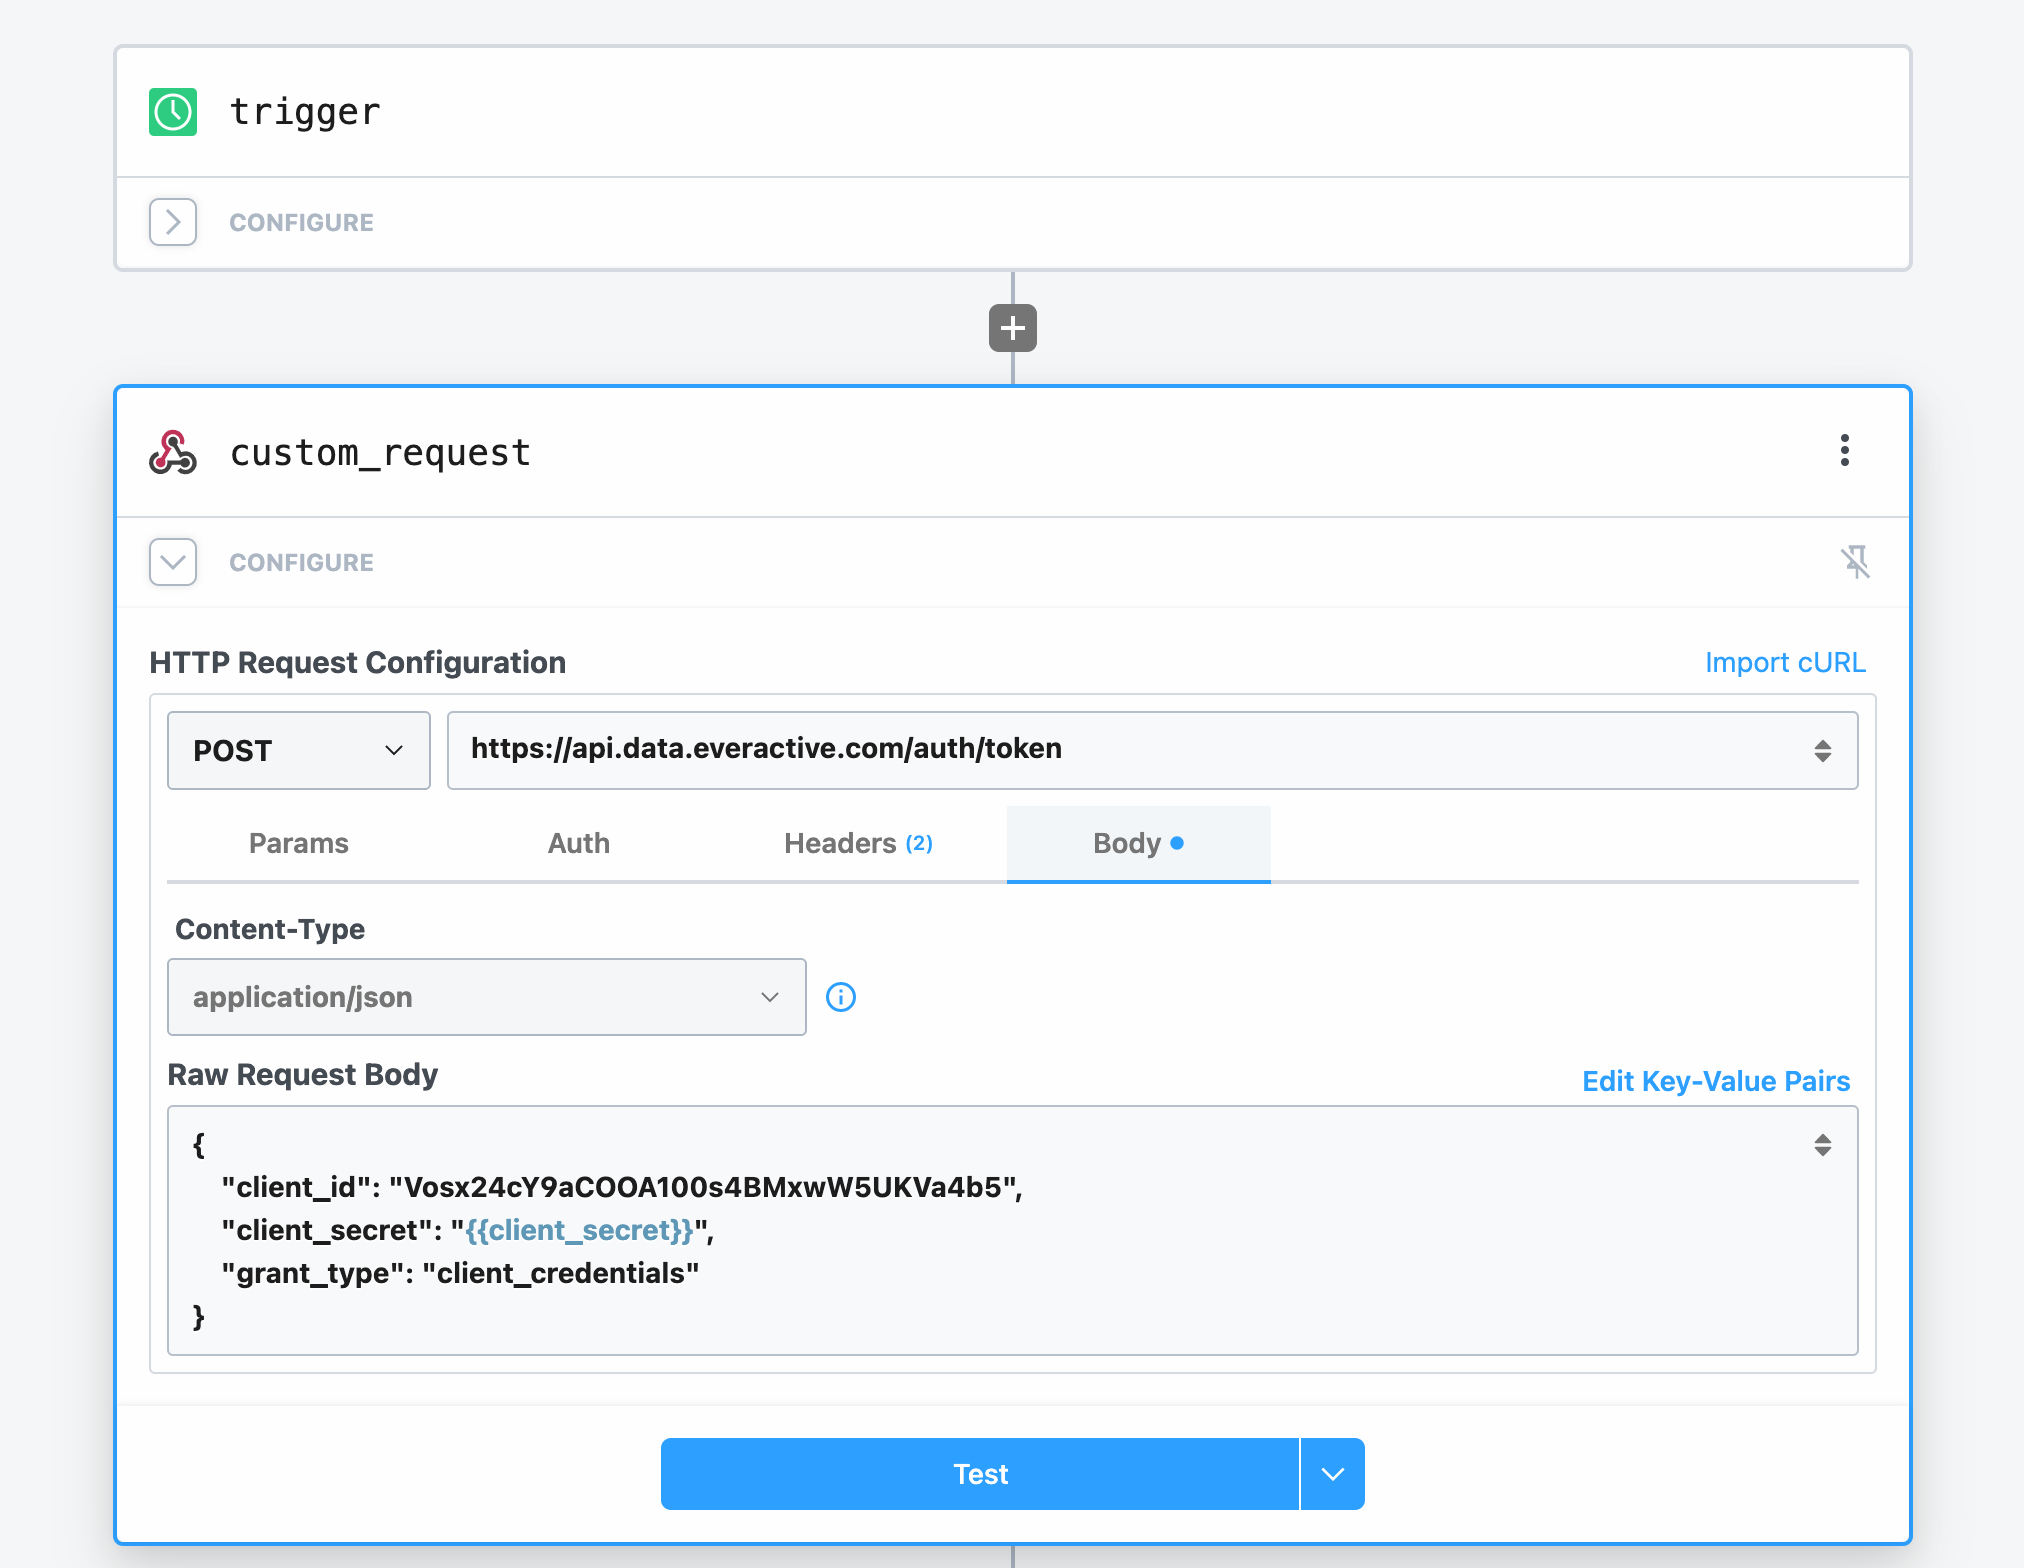 trigger
CONFIGURE
custom_request
CONFIGURE
HTTP Request Configuration
Import cURL
POST
https://api.data.everactive.com/auth/token
Params
Auth
Headers (2)
Body
Content-Type
application/json
Raw Request Body
Edit Key-Value Pairs
{
"client_id": "Vosx24cY9aCOOA100s4BMxwW5UKVa4b5",
"client_secret": "{{client_secret}}",
"grant_type": "client_credentials"
}
Test